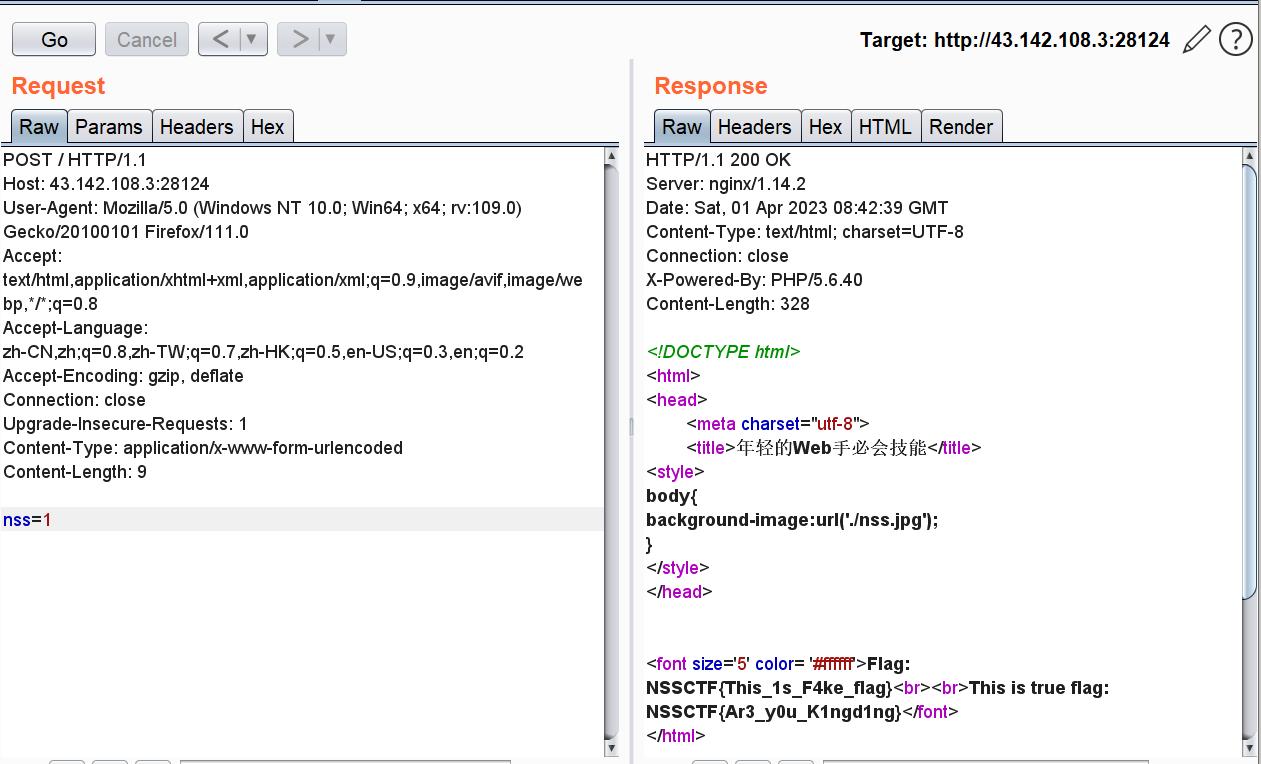 Go Cancel < ▼ > ▼ Target: http://43.142.108.3:28124 ?
Request
Raw Params Headers Hex
POST / HTTP/1.1
Host: 43.142.108.3:28124
User-Agent: Mozilla/5.0 (Windows NT 10.0; Win64; x64; rv:109.0)
Gecko/20100101 Firefox/111.0
Accept:
text/html,application/xhtml+xml,application/xml;q=0.9,image/avif,image/we
bp,*/*;q=0.8
Accept-Language:
zh-CN,zh;q=0.8,zh-TW;q=0.7,zh-HK;q=0.5,en-US;q=0.3,en;q=0.2
Accept-Encoding: gzip, deflate
Connection: close
Upgrade-Insecure-Requests: 1
Content-Type: application/x-www-form-urlencoded
Content-Length: 9
nss=1
Response
Raw Headers Hex HTML Render
HTTP/1.1 200 OK
Server: nginx/1.14.2
Date: Sat, 01 Apr 2023 08:42:39 GMT
Content-Type: text/html; charset=UTF-8
Connection: close
X-Powered-By: PHP/5.6.40
Content-Length: 328
<!DOCTYPE html>
<html>
<head>
<meta charset="utf-8">
<title>年轻的Web手必会技能</title>
<style>
body{
background-image:url('./nss.jpg');
}
</style>
</head>
<font size='5' color= '#ffffff'>Flag:
NSSCTF{This_1s_F4ke_flag}<br><br>This is true flag:
NSSCTF{Ar3_y0u_K1ngd1ng}</font>
</html>